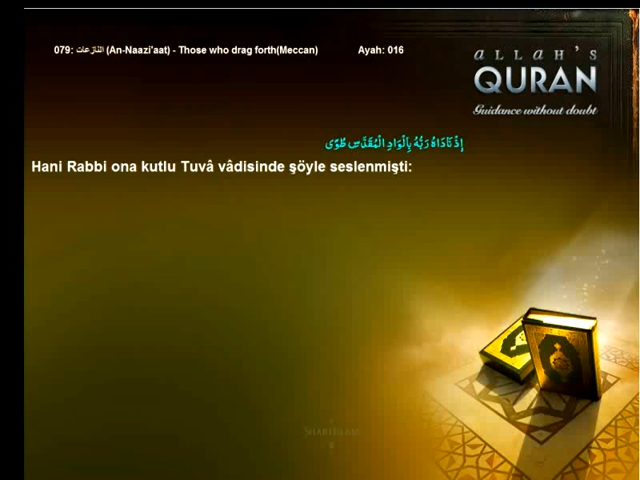 079: النازعات (An-Naazi'aat) - Those who drag forth(Meccan) Ayah: 016
ALLAH'S
QURAN
Guidance without doubt
إِذْ نَادَاهُ رَبُّهُ بِالْوَادِ الْمُقَدَّسِ طُوًى
Hani Rabbi ona kutlu Tuvâ vâdisinde şöyle seslenmişti: